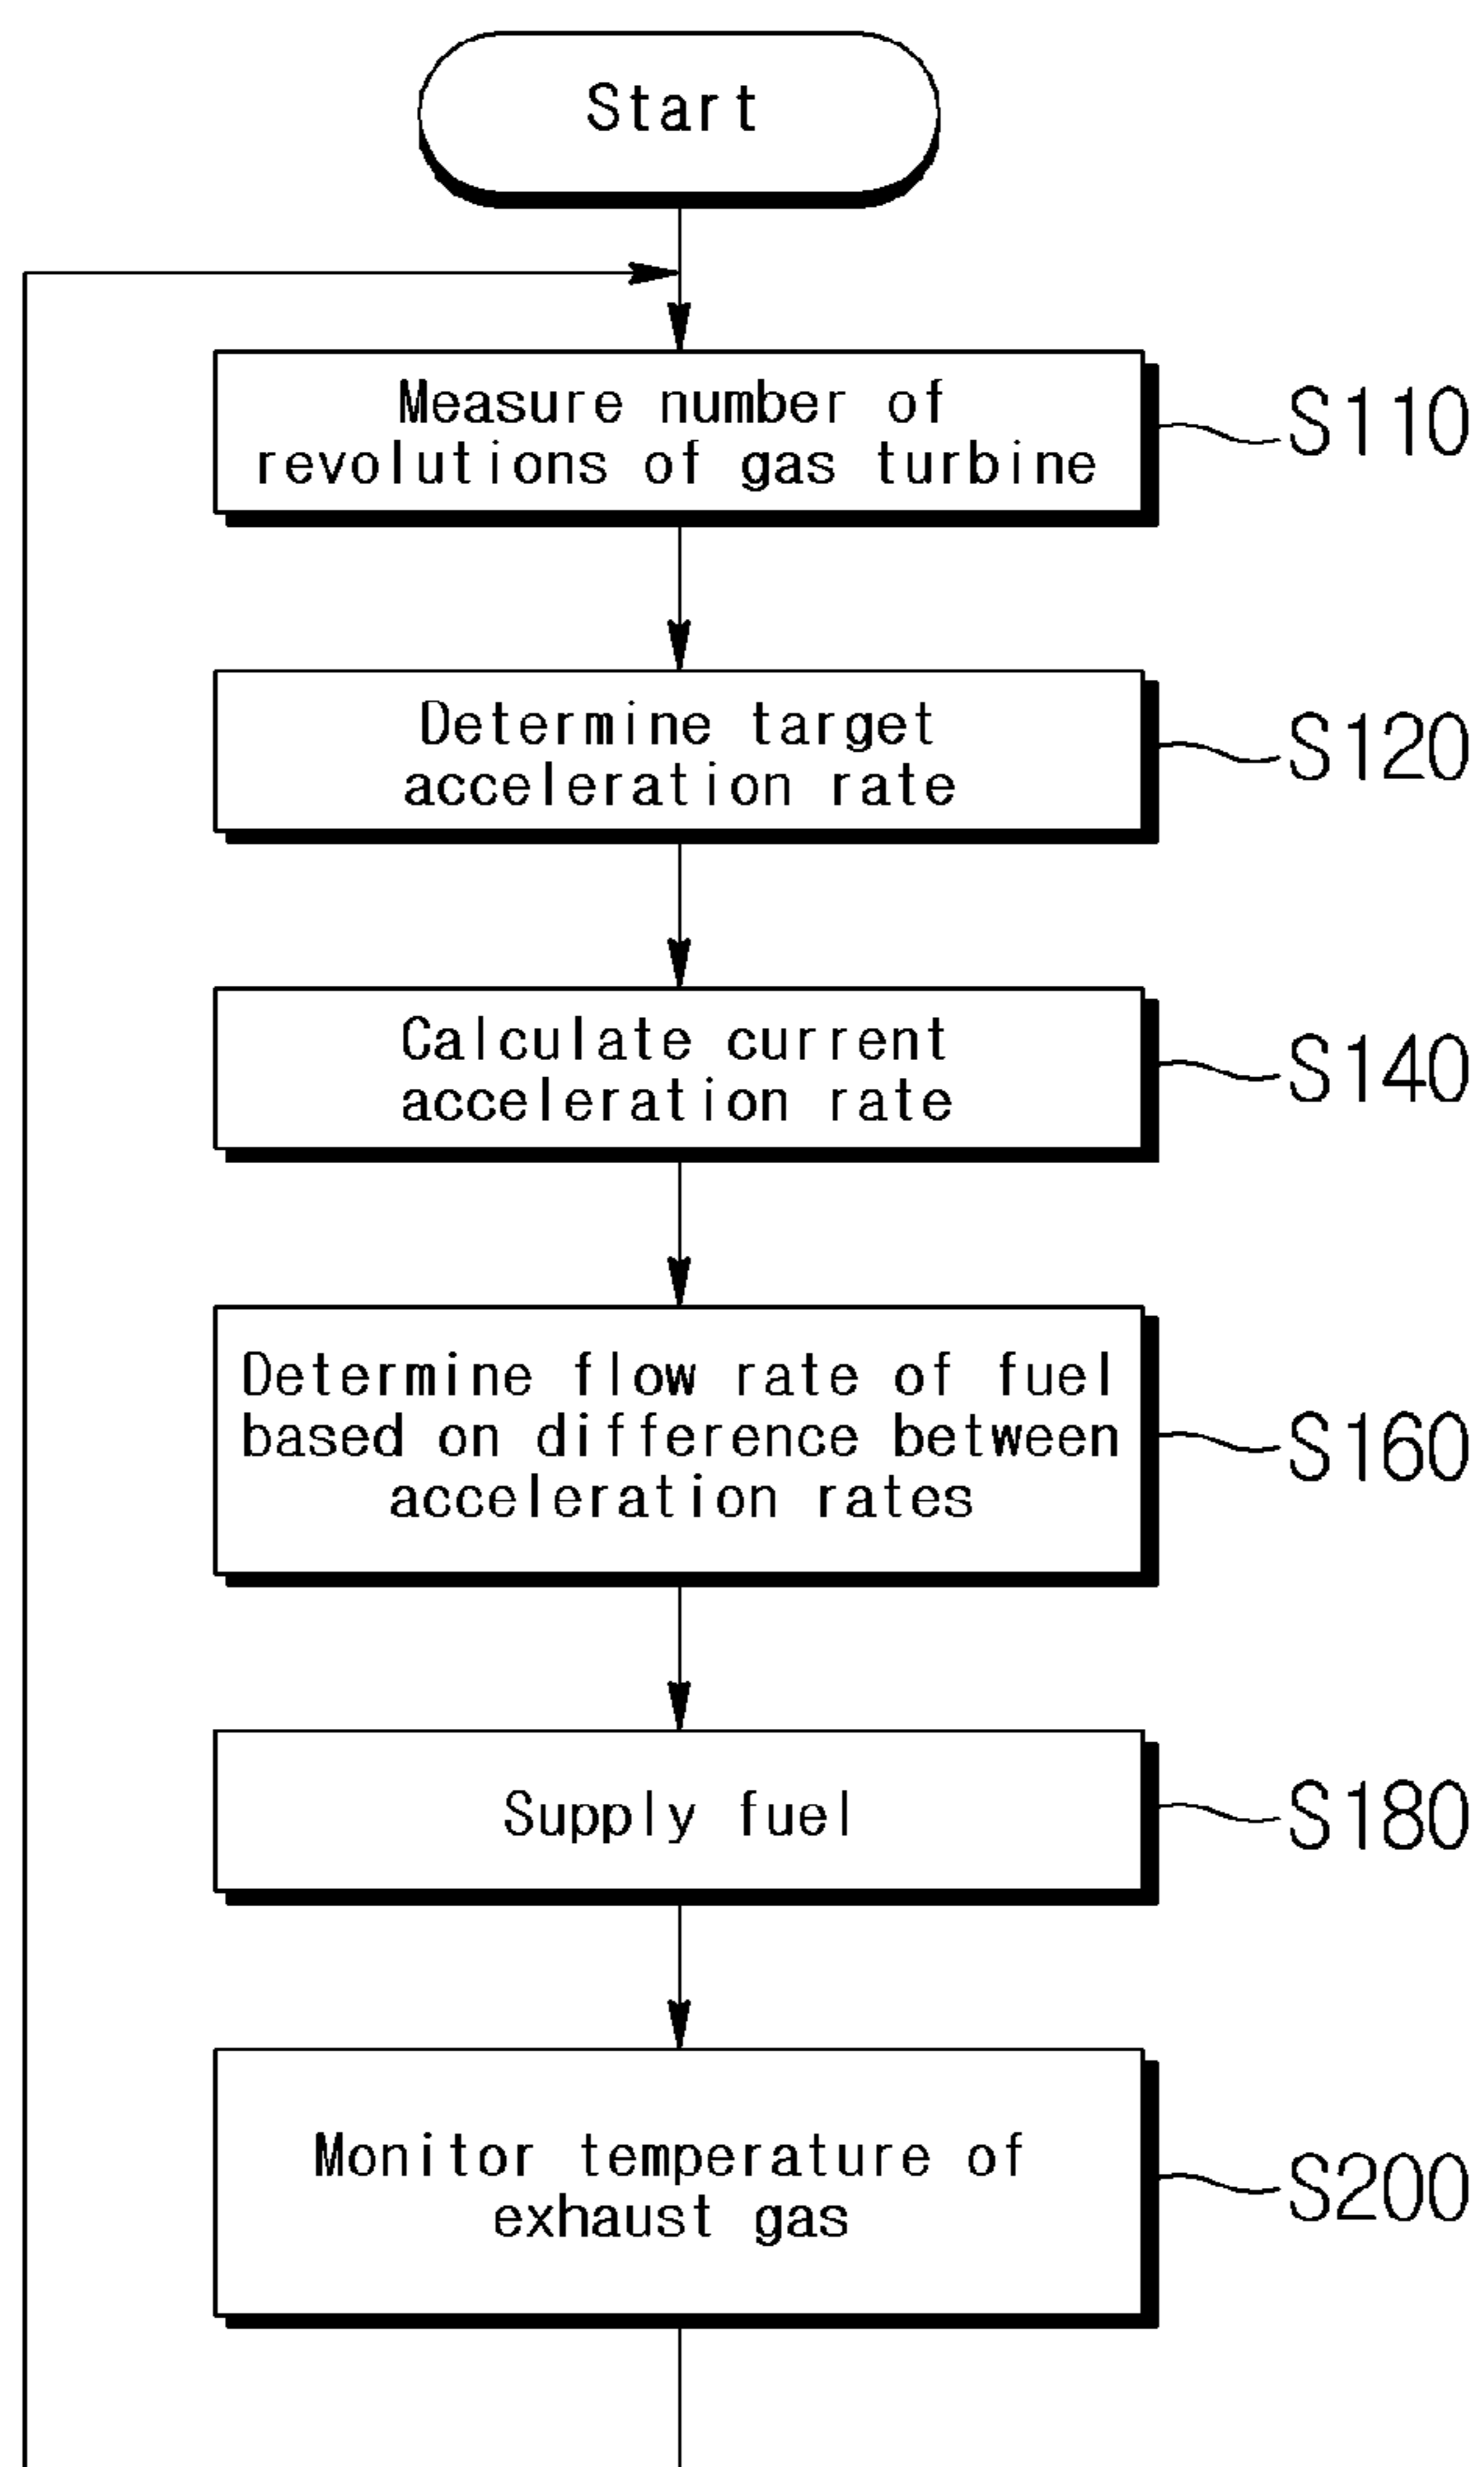 Start
Measure number of
revolutions of gas turbine
S110
Determine target
acceleration rate
S120
Calculate current
acceleration rate
S140
Determine flow rate of fuel
based on difference between
acceleration rates
S160
Supply fuel
S180
Monitor temperature of
exhaust gas
S200